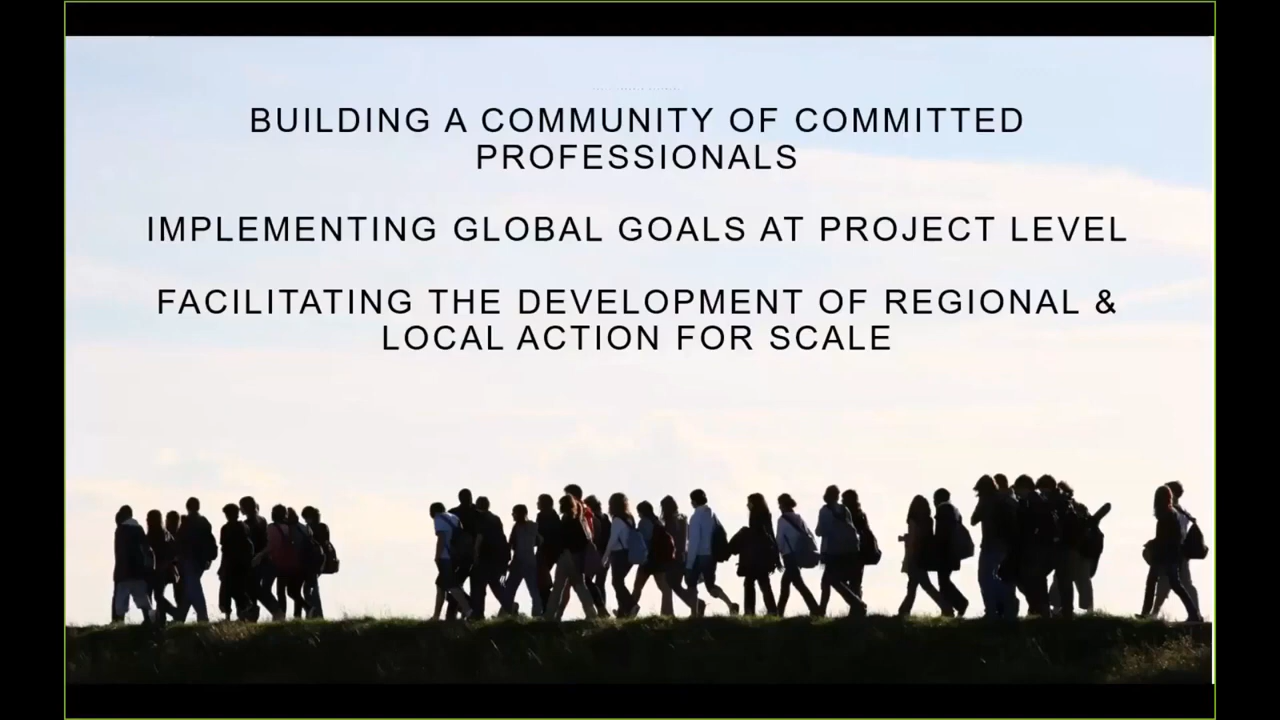 BUILDING A COMMUNITY OF COMMITTED
PROFESSIONALS
IMPLEMENTING GLOBAL GOALS AT PROJECT LEVEL
FACILITATING THE DEVELOPMENT OF REGIONAL &
LOCAL ACTION FOR SCALE